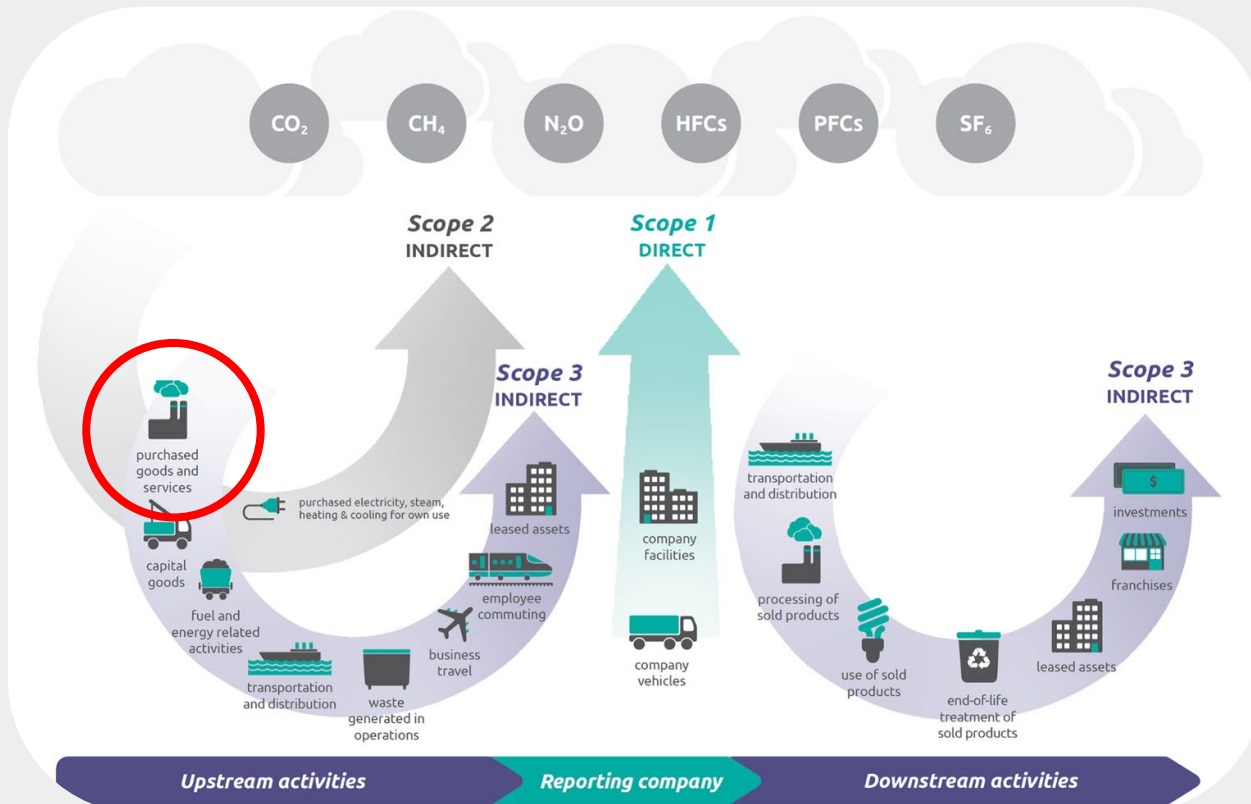 CO₂
CH₄
N₂O
HFCs
PFCs
SF₆
Scope 2
INDIRECT
Scope 1
DIRECT
Scope 3
INDIRECT
Scope 3
INDIRECT
purchased
goods and
services
capital
goods
fuel and
energy related
activities
transportation
and distribution
waste
generated in
operations
business
travel
employee
commuting
leased assets
purchased electricity, steam,
heating & cooling for own use
company
facilities
company
vehicles
transportation
and distribution
processing of
sold products
use of sold
products
end-of-life
treatment of
sold products
leased assets
franchises
$
investments
Upstream activities
Reporting company
Downstream activities